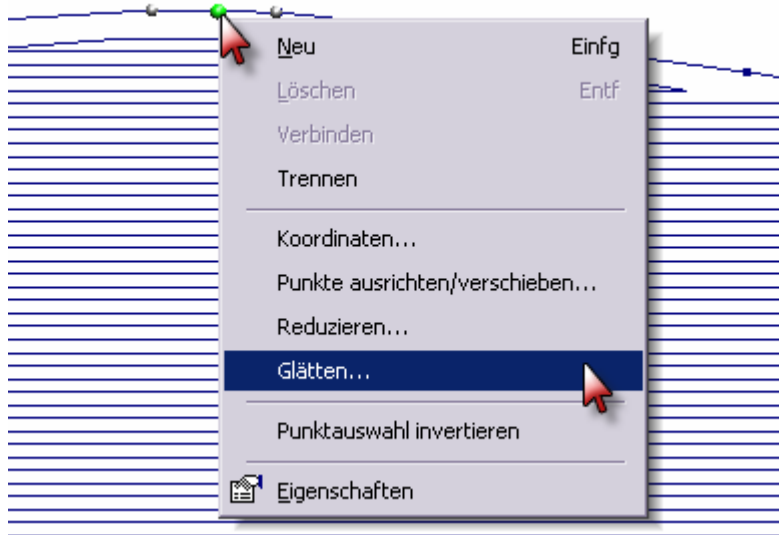 Neu Einfg
Löschen Entf
Verbinden
Trennen
Koordinaten...
Punkte ausrichten/verschieben...
Reduzieren...
Glätten...
Punktauswahl invertieren
Eigenschaften